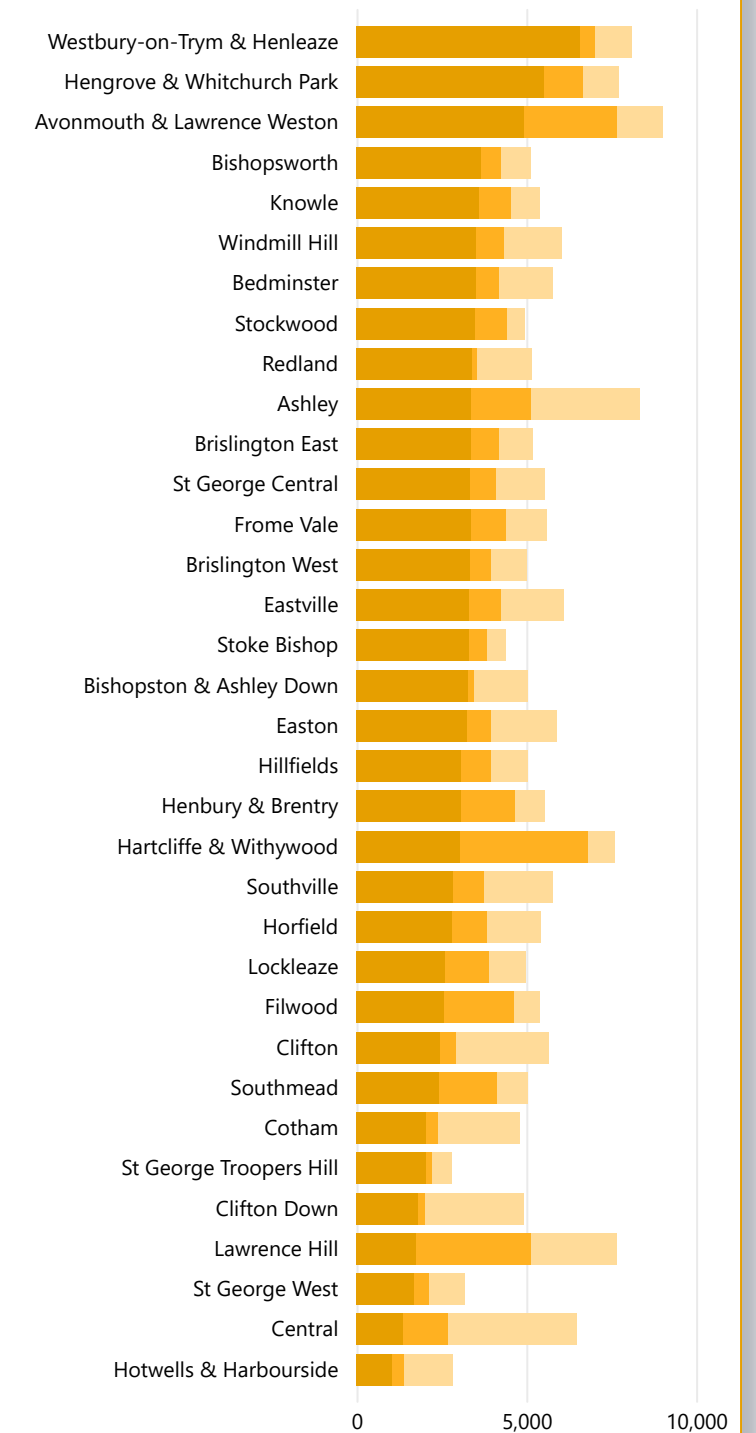 Westbury-on-Trym & Henleaze
Hengrove & Whitchurch Park
Avonmouth & Lawrence Weston
Bishopsworth
Knowle
Windmill Hill
Bedminster
Stockwood
Redland
Ashley
Brislington East
St George Central
Frome Vale
Brislington West
Eastville
Stoke Bishop
Bishopston & Ashley Down
Easton
Hillfields
Henbury & Brentry
Hartcliffe & Withywood
Southville
Horfield
Lockleaze
Filwood
Clifton
Southmead
Cotham
St George Troopers Hill
Clifton Down
Lawrence Hill
St George West
Central
Hotwells & Harbourside
0 5,000 10,000